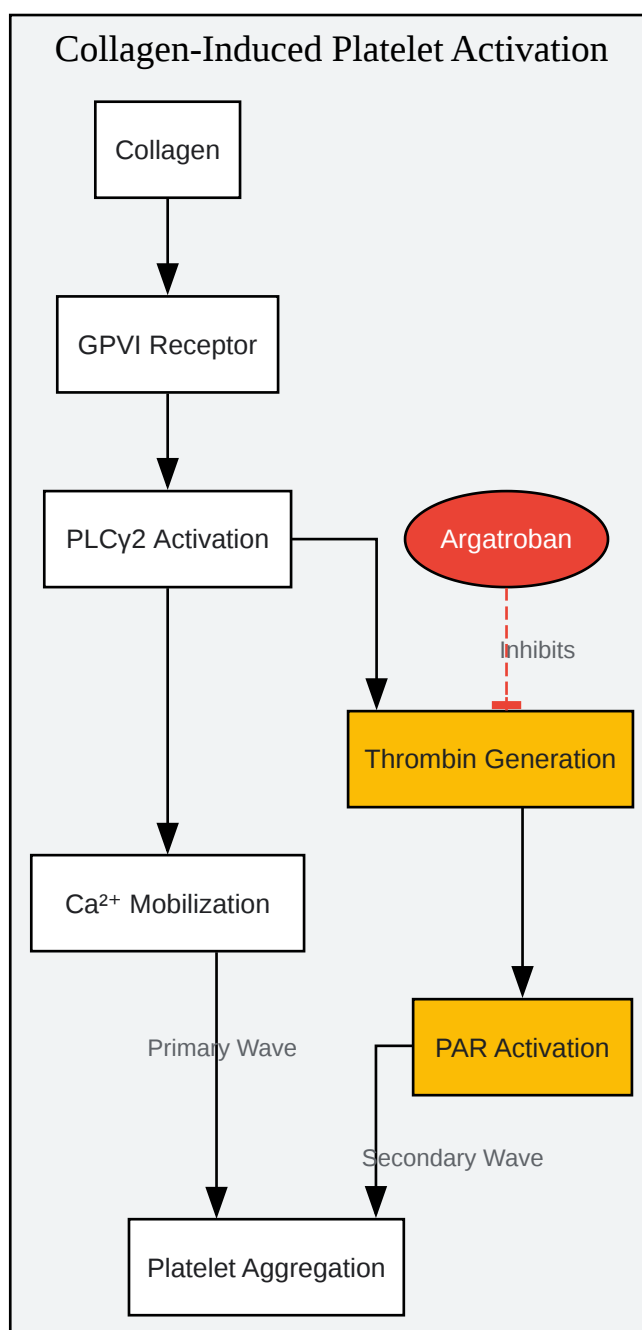 Collagen-Induced Platelet Activation
Collagen
GPVI Receptor
PLCγ2 Activation
Argatroban
Inhibits
Thrombin Generation
Ca²⁺ Mobilization
PAR Activation
Primary Wave
Secondary Wave
Platelet Aggregation